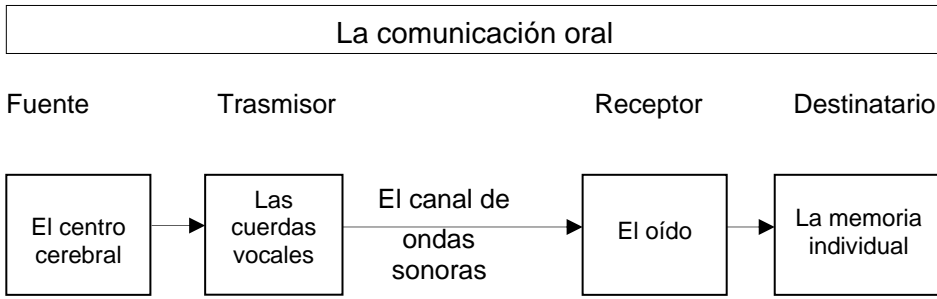 La comunicación oral
Fuente
Trasmisor
Receptor
Destinatario
El centro
cerebral
Las
cuerdas
vocales
El canal de
ondas
sonoras
El oído
La memoria
individual